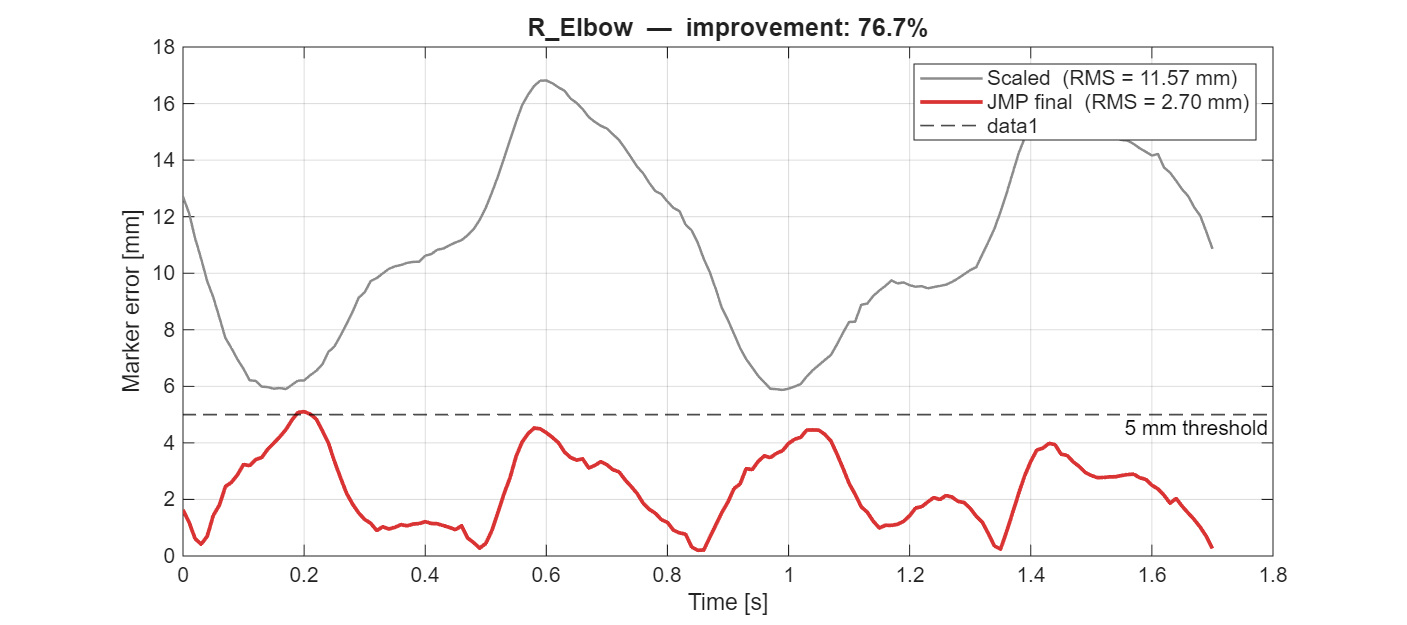 R_Elbow — improvement: 76.7%
18
16
14
12
10
8
6
4
2
0
Marker error [mm]
Scaled (RMS = 11.57 mm)
JMP final (RMS = 2.70 mm)
data1
5 mm threshold
0 0.2 0.4 0.6 0.8 1 1.2 1.4 1.6 1.8
Time [s]